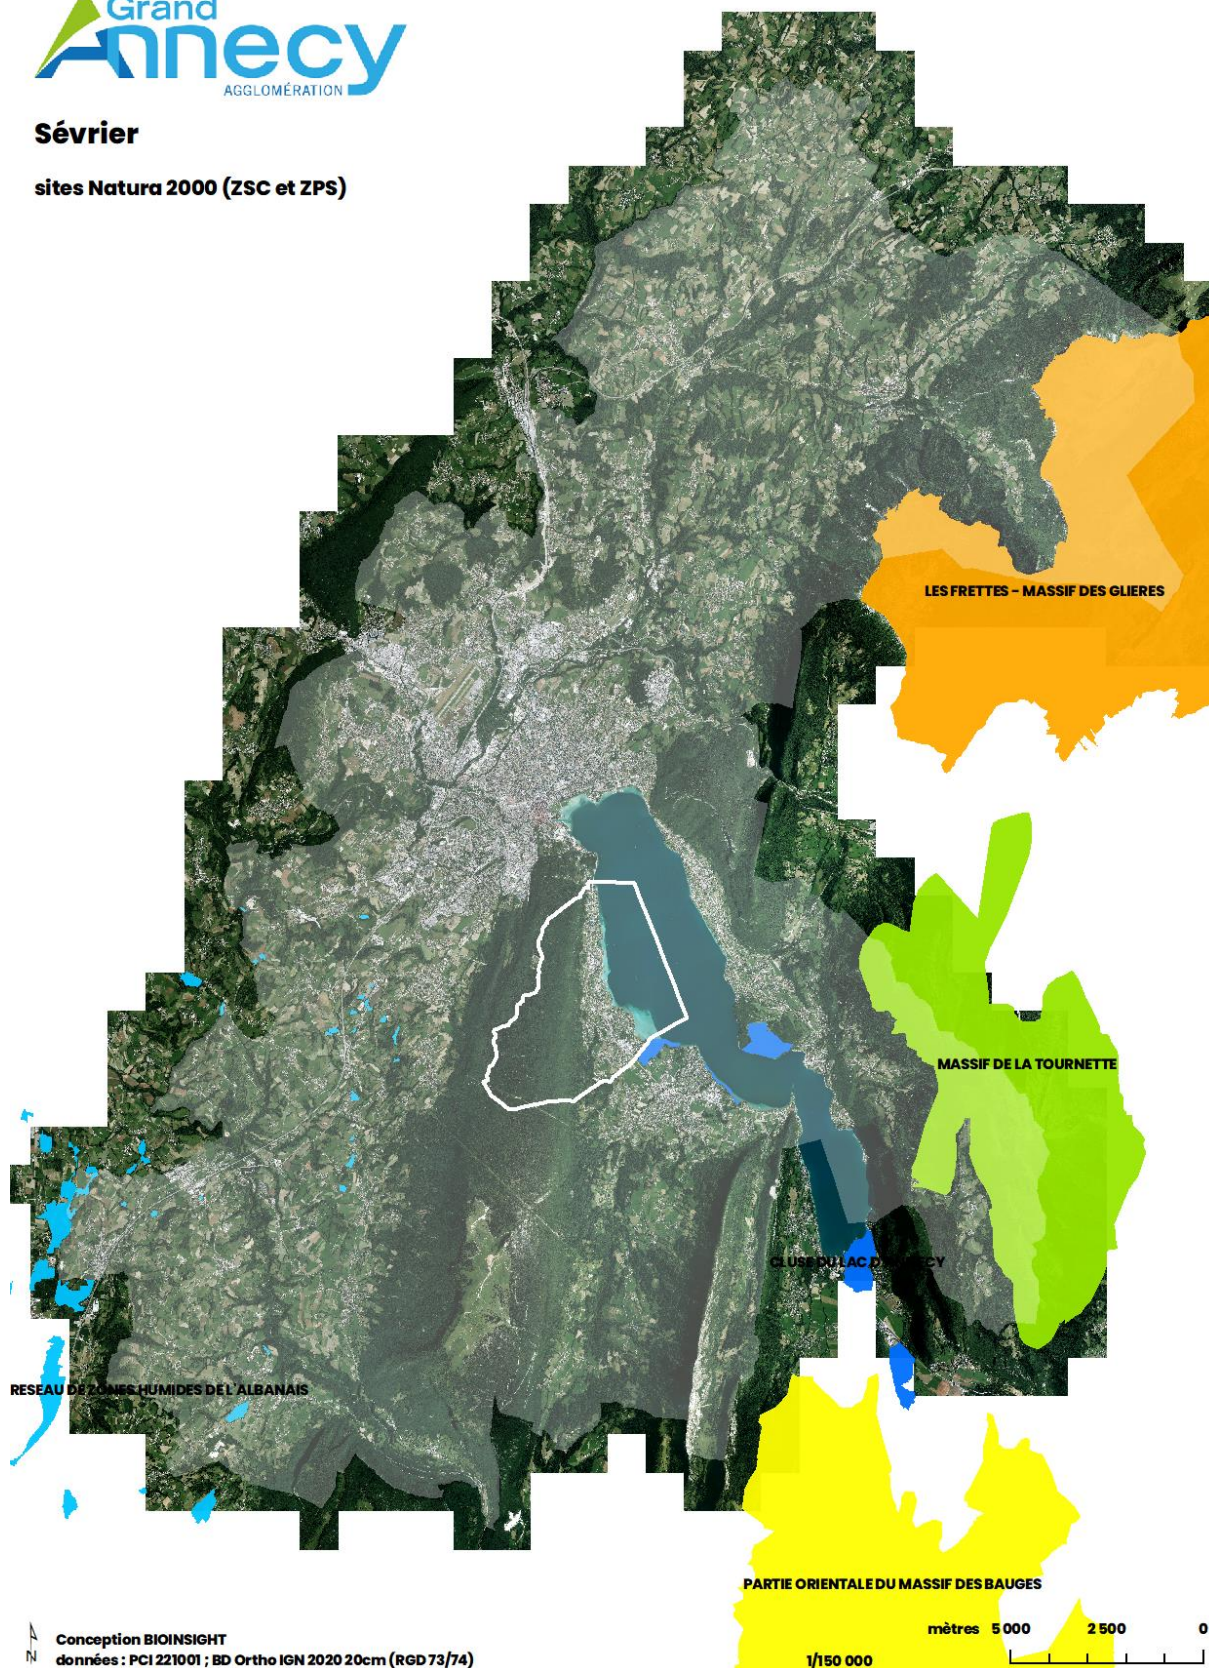 Grand
Annecy
AGGLOMÉRATION
Sévrier
sites Natura 2000 (ZSC et ZPS)
LES FRETTES - MASSIF DES GLIERES
MASSIF DE LA TOURNETTE
CLUSE DU LAC D'ANNECY
RESEAU DE ZONES HUMIDES DE L'ALBANAIS
PARTIE ORIENTALE DU MASSIF DES BAUGES
mètres 5 000 2 500 0
N
Conception BIOINSIGHT
données : PCI 221001 ; BD Ortho IGN 2020 20cm (RGD 73/74)
1/150 000